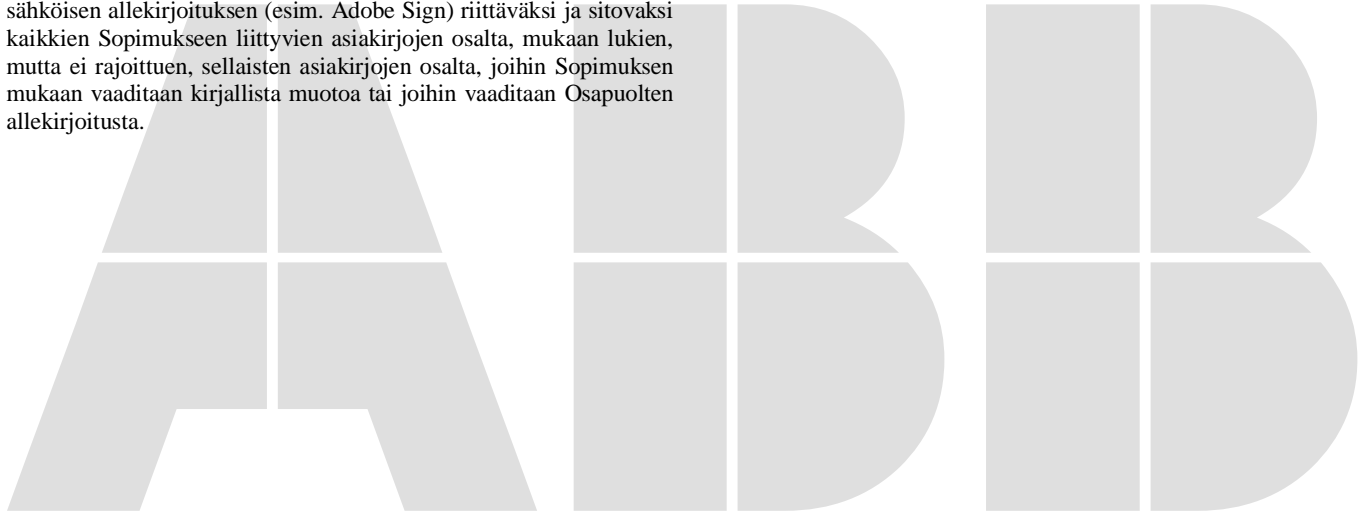 sähköisen allekirjoituksen (esim. Adobe Sign) riittäväksi ja sitovaksi
kaikkien Sopimukseen liittyvien asiakirjojen osalta, mukaan lukien,
mutta ei rajoittuen, sellaisten asiakirjojen osalta, joihin Sopimuksen
mukaan vaaditaan kirjallista muotoa tai joihin vaaditaan Osapuolten
allekirjoitusta.
ABB